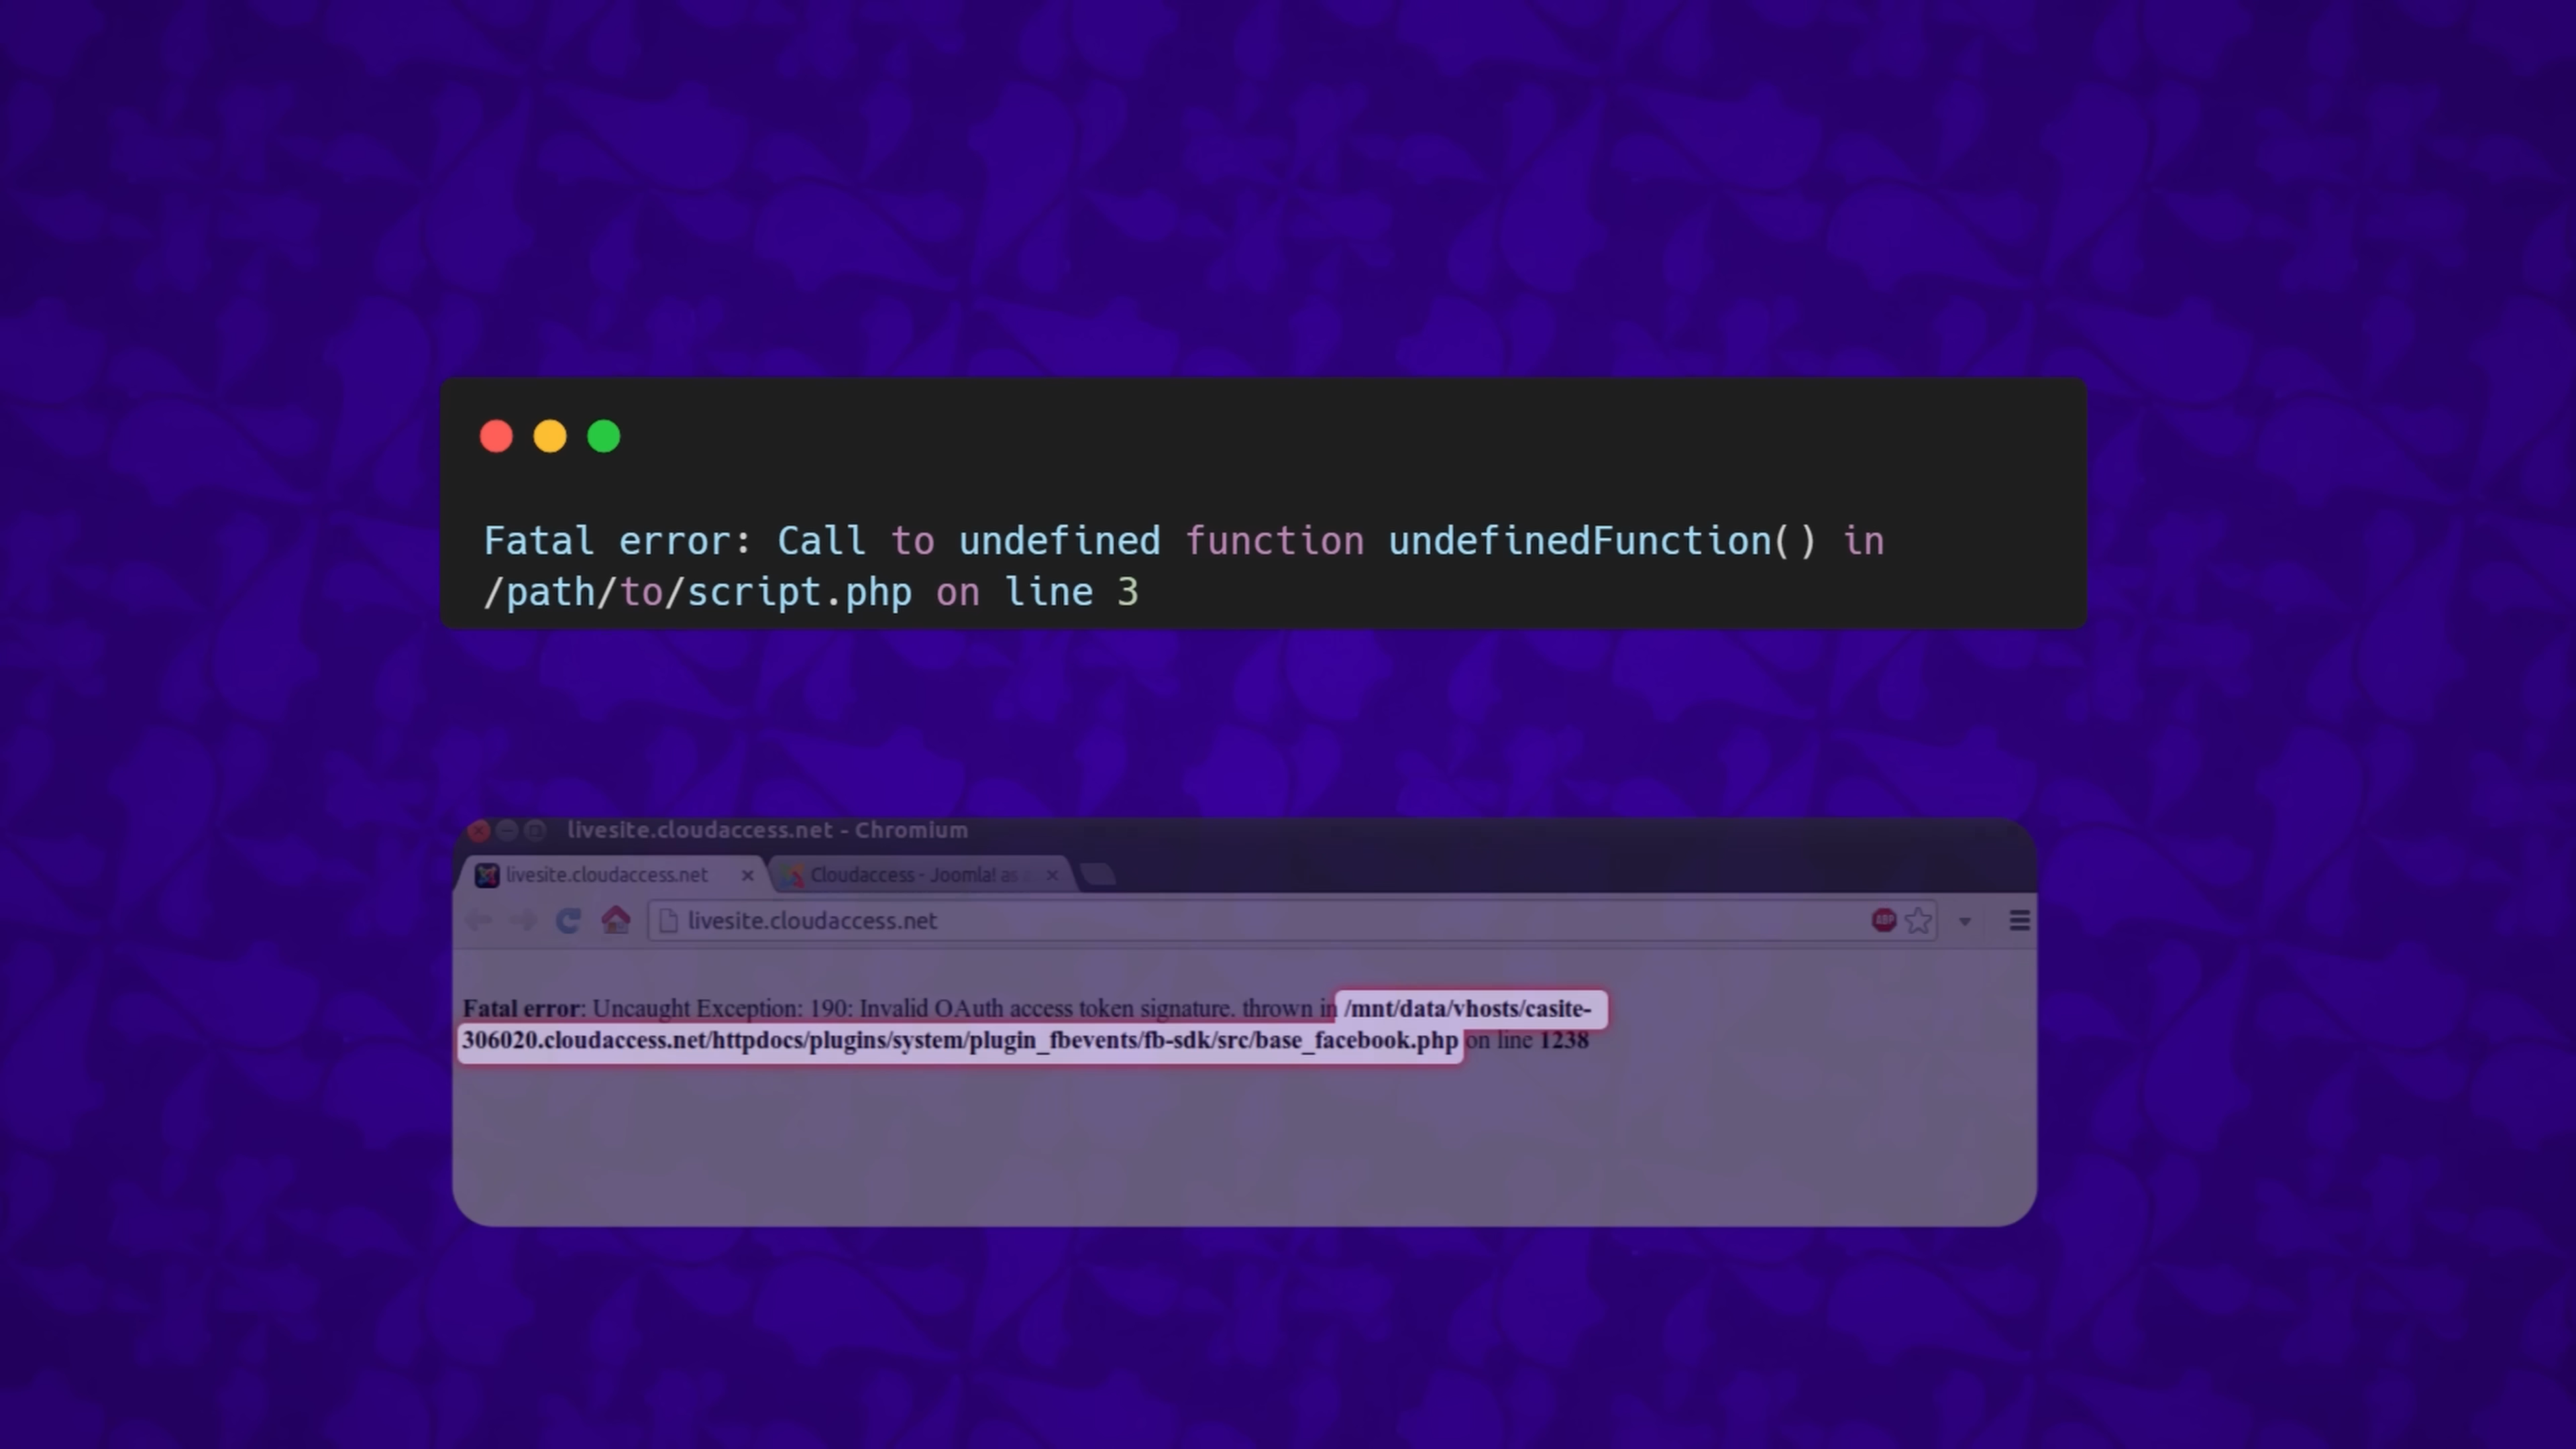 Fatal error: Call to undefined function undefinedFunction() in
/path/to/script.php on line 3
livesite.cloudaccess.net - Chromium
livesite.cloudaccess.net
Cloudaccess - Joomla! as
livesite.cloudaccess.net
ABP
Fatal error: Uncaught Exception: 190: Invalid OAuth access token signature. thrown in /mnt/data/vhosts/casite-
306020.cloudaccess.net/httpdocs/plugins/system/plugin_fbevents/fb-sdk/src/base_facebook.php on line 1238